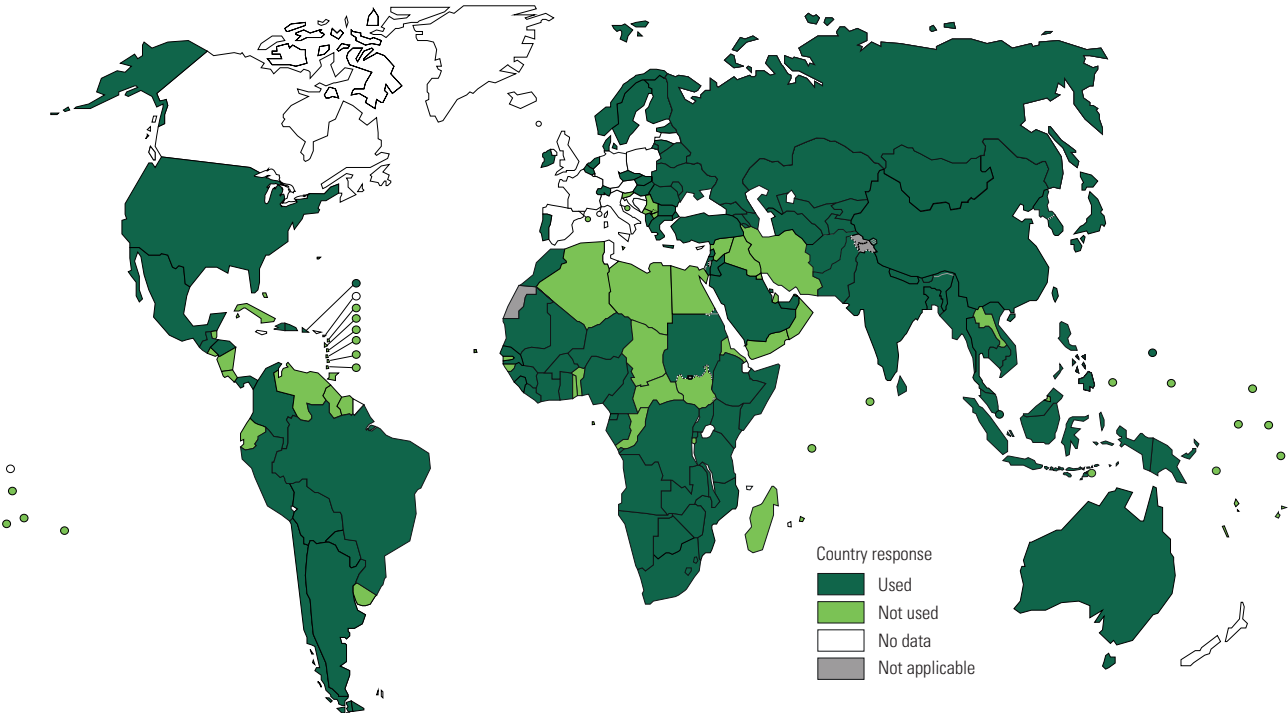 Country response
Used
Not used
No data
Not applicable